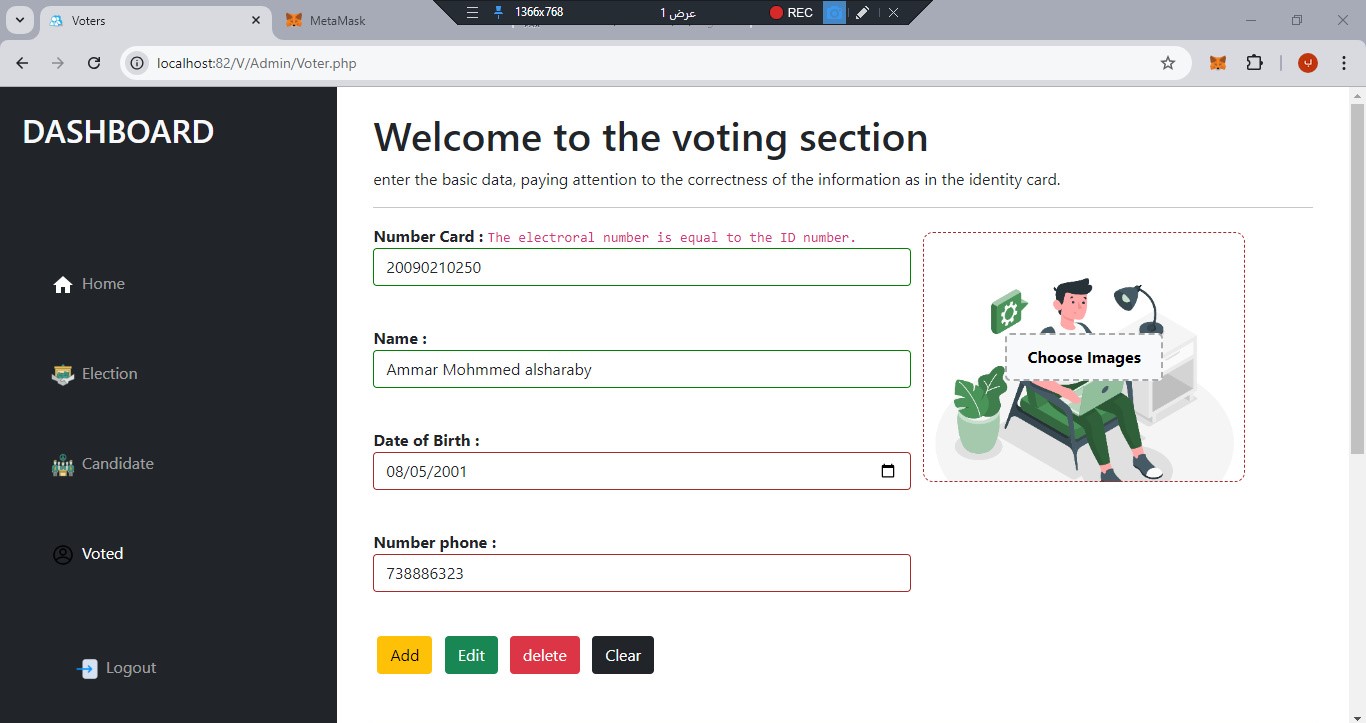 Voters
MetaMask
1366x768
عرض 1
REC
localhost:82/V/Admin/Voter.php
DASHBOARD
Home
Election
Candidate
Voted
Logout
Welcome to the voting section
enter the basic data, paying attention to the correctness of the information as in the identity card.
Number Card : The electroral number is equal to the ID number.
20090210250
Name :
Ammar Mohmmed alsharaby
Date of Birth :
08/05/2001
Number phone :
738886323
Choose Images
Add
Edit
delete
Clear